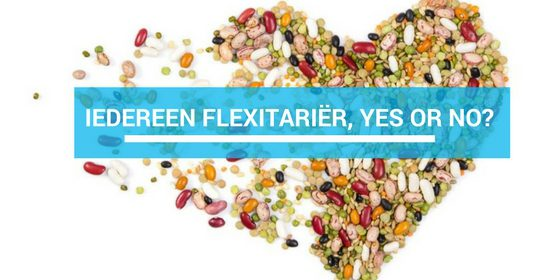 IEDEREEN FLEXITARIËR, YES OR NO?